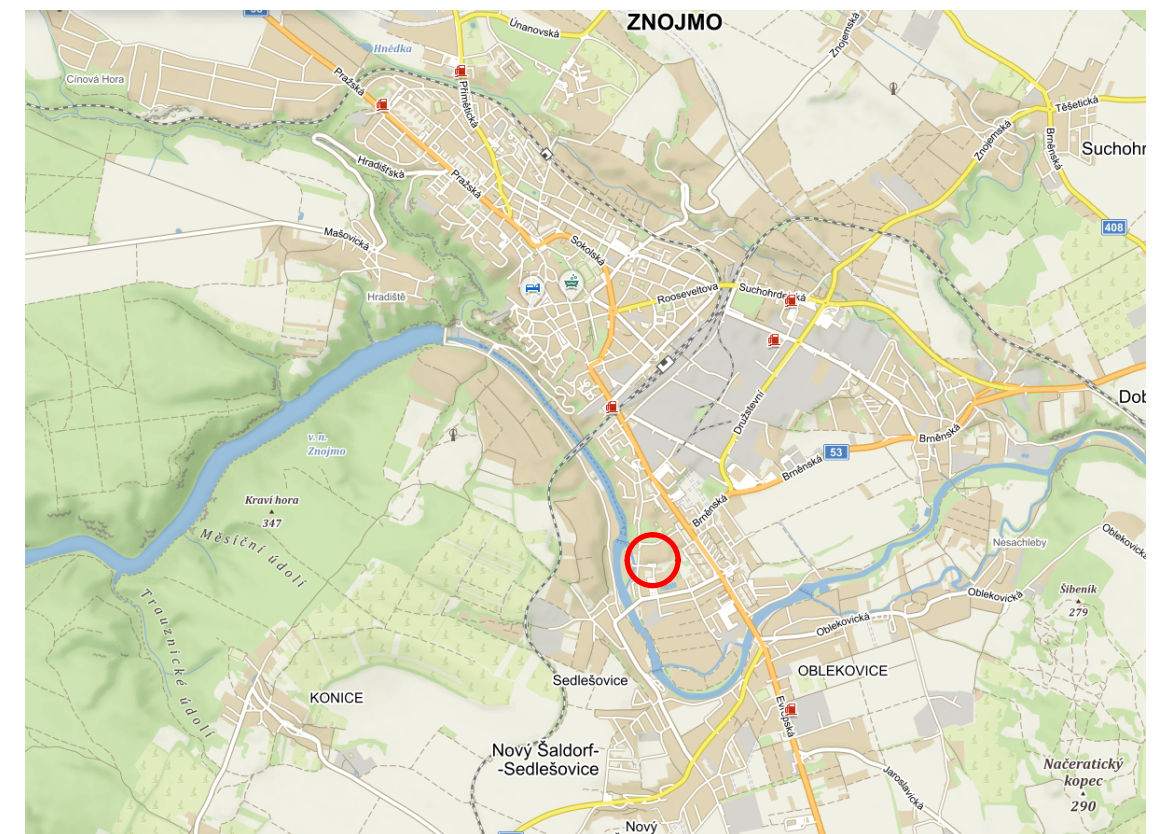 ZNOJMO
Únanovská
Hnědka
Znojemská
Cínová Hora
Pražská
Přímětická
Těšetická
Znojemská
Brněnská
Suchohr
Hradišťská
Pražská
408
Mašovická
Sokolská
Hradiště
Rooseveltova
Suchohrdelská
Dob
Družstevní
v. n.
Znojmo
Brněnská
53
Brněnská
Kraví hora
347
Brněnská
Měsíční údolí
Oblekovická
Nesachleby
Trauznické údolí
Oblekovická
Šibeník
279
Oblekovická
Sedlešovice
OBLEKOVICE
KONICE
Evropská
Nový Šaldorf-
-Sedlešovice
Jaroslavická
Načeratický
kopec
290
Nový